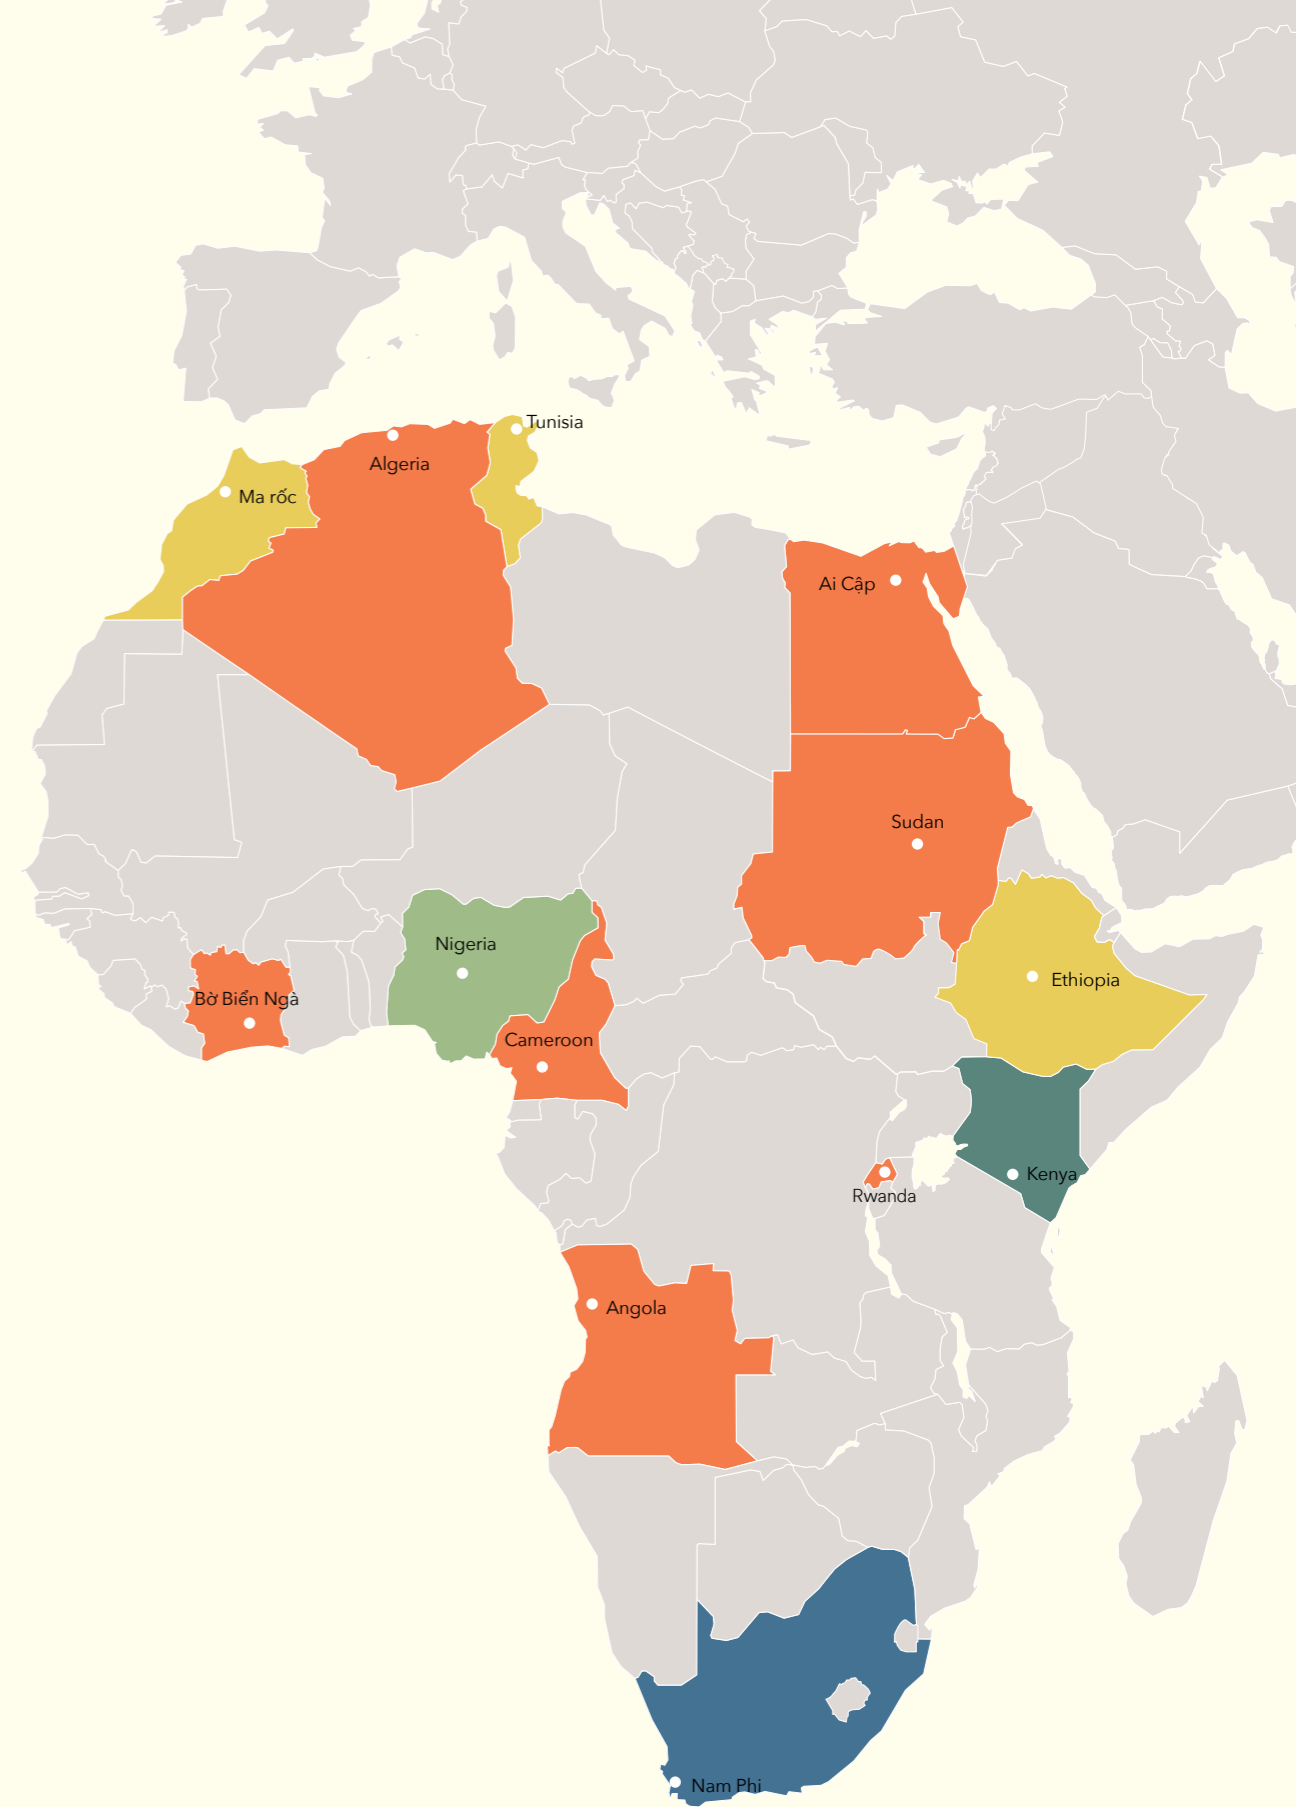 Tunisia
Algeria
Ma rốc
Ai Cập
Sudan
Nigeria
Ethiopia
Bờ Biển Ngà
Cameroon
Kenya
Rwanda
Angola
Nam Phi